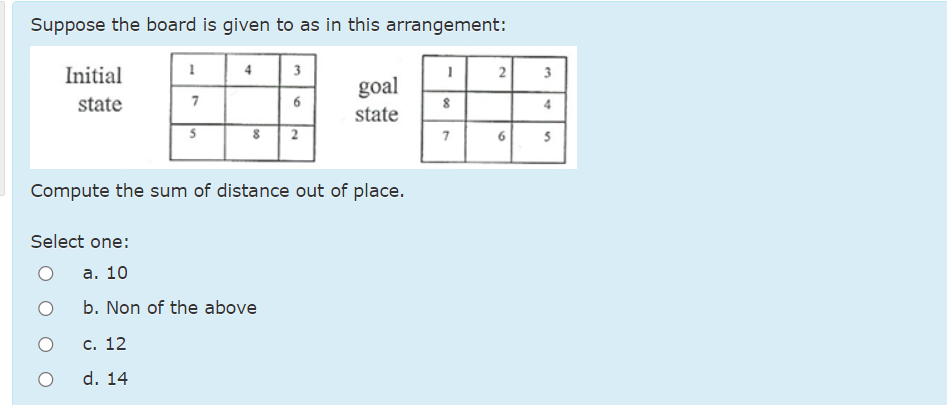 Suppose the board is given to as in this arrangement:
Initial state
1 4 3
7 6
5 8 2
goal state
1 2 3
8 4
7 6 5
Compute the sum of distance out of place.
Select one:
a. 10
b. Non of the above
c. 12
d. 14